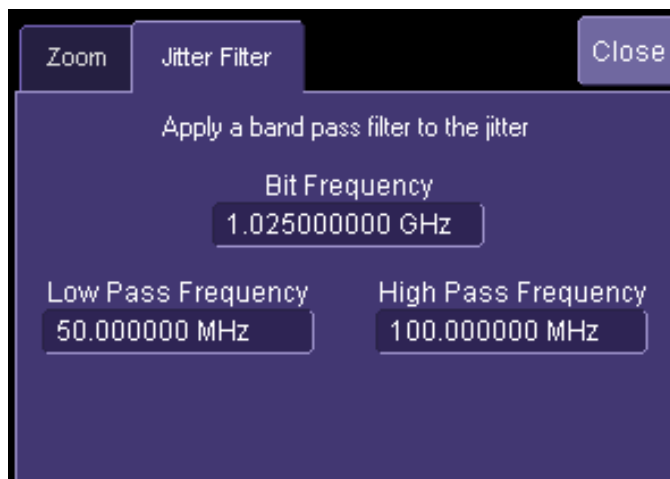 Zoom
Jitter Filter
Close
Apply a band pass filter to the jitter
Bit Frequency
1.025000000 GHz
Low Pass Frequency
High Pass Frequency
50.000000 MHz
100.000000 MHz